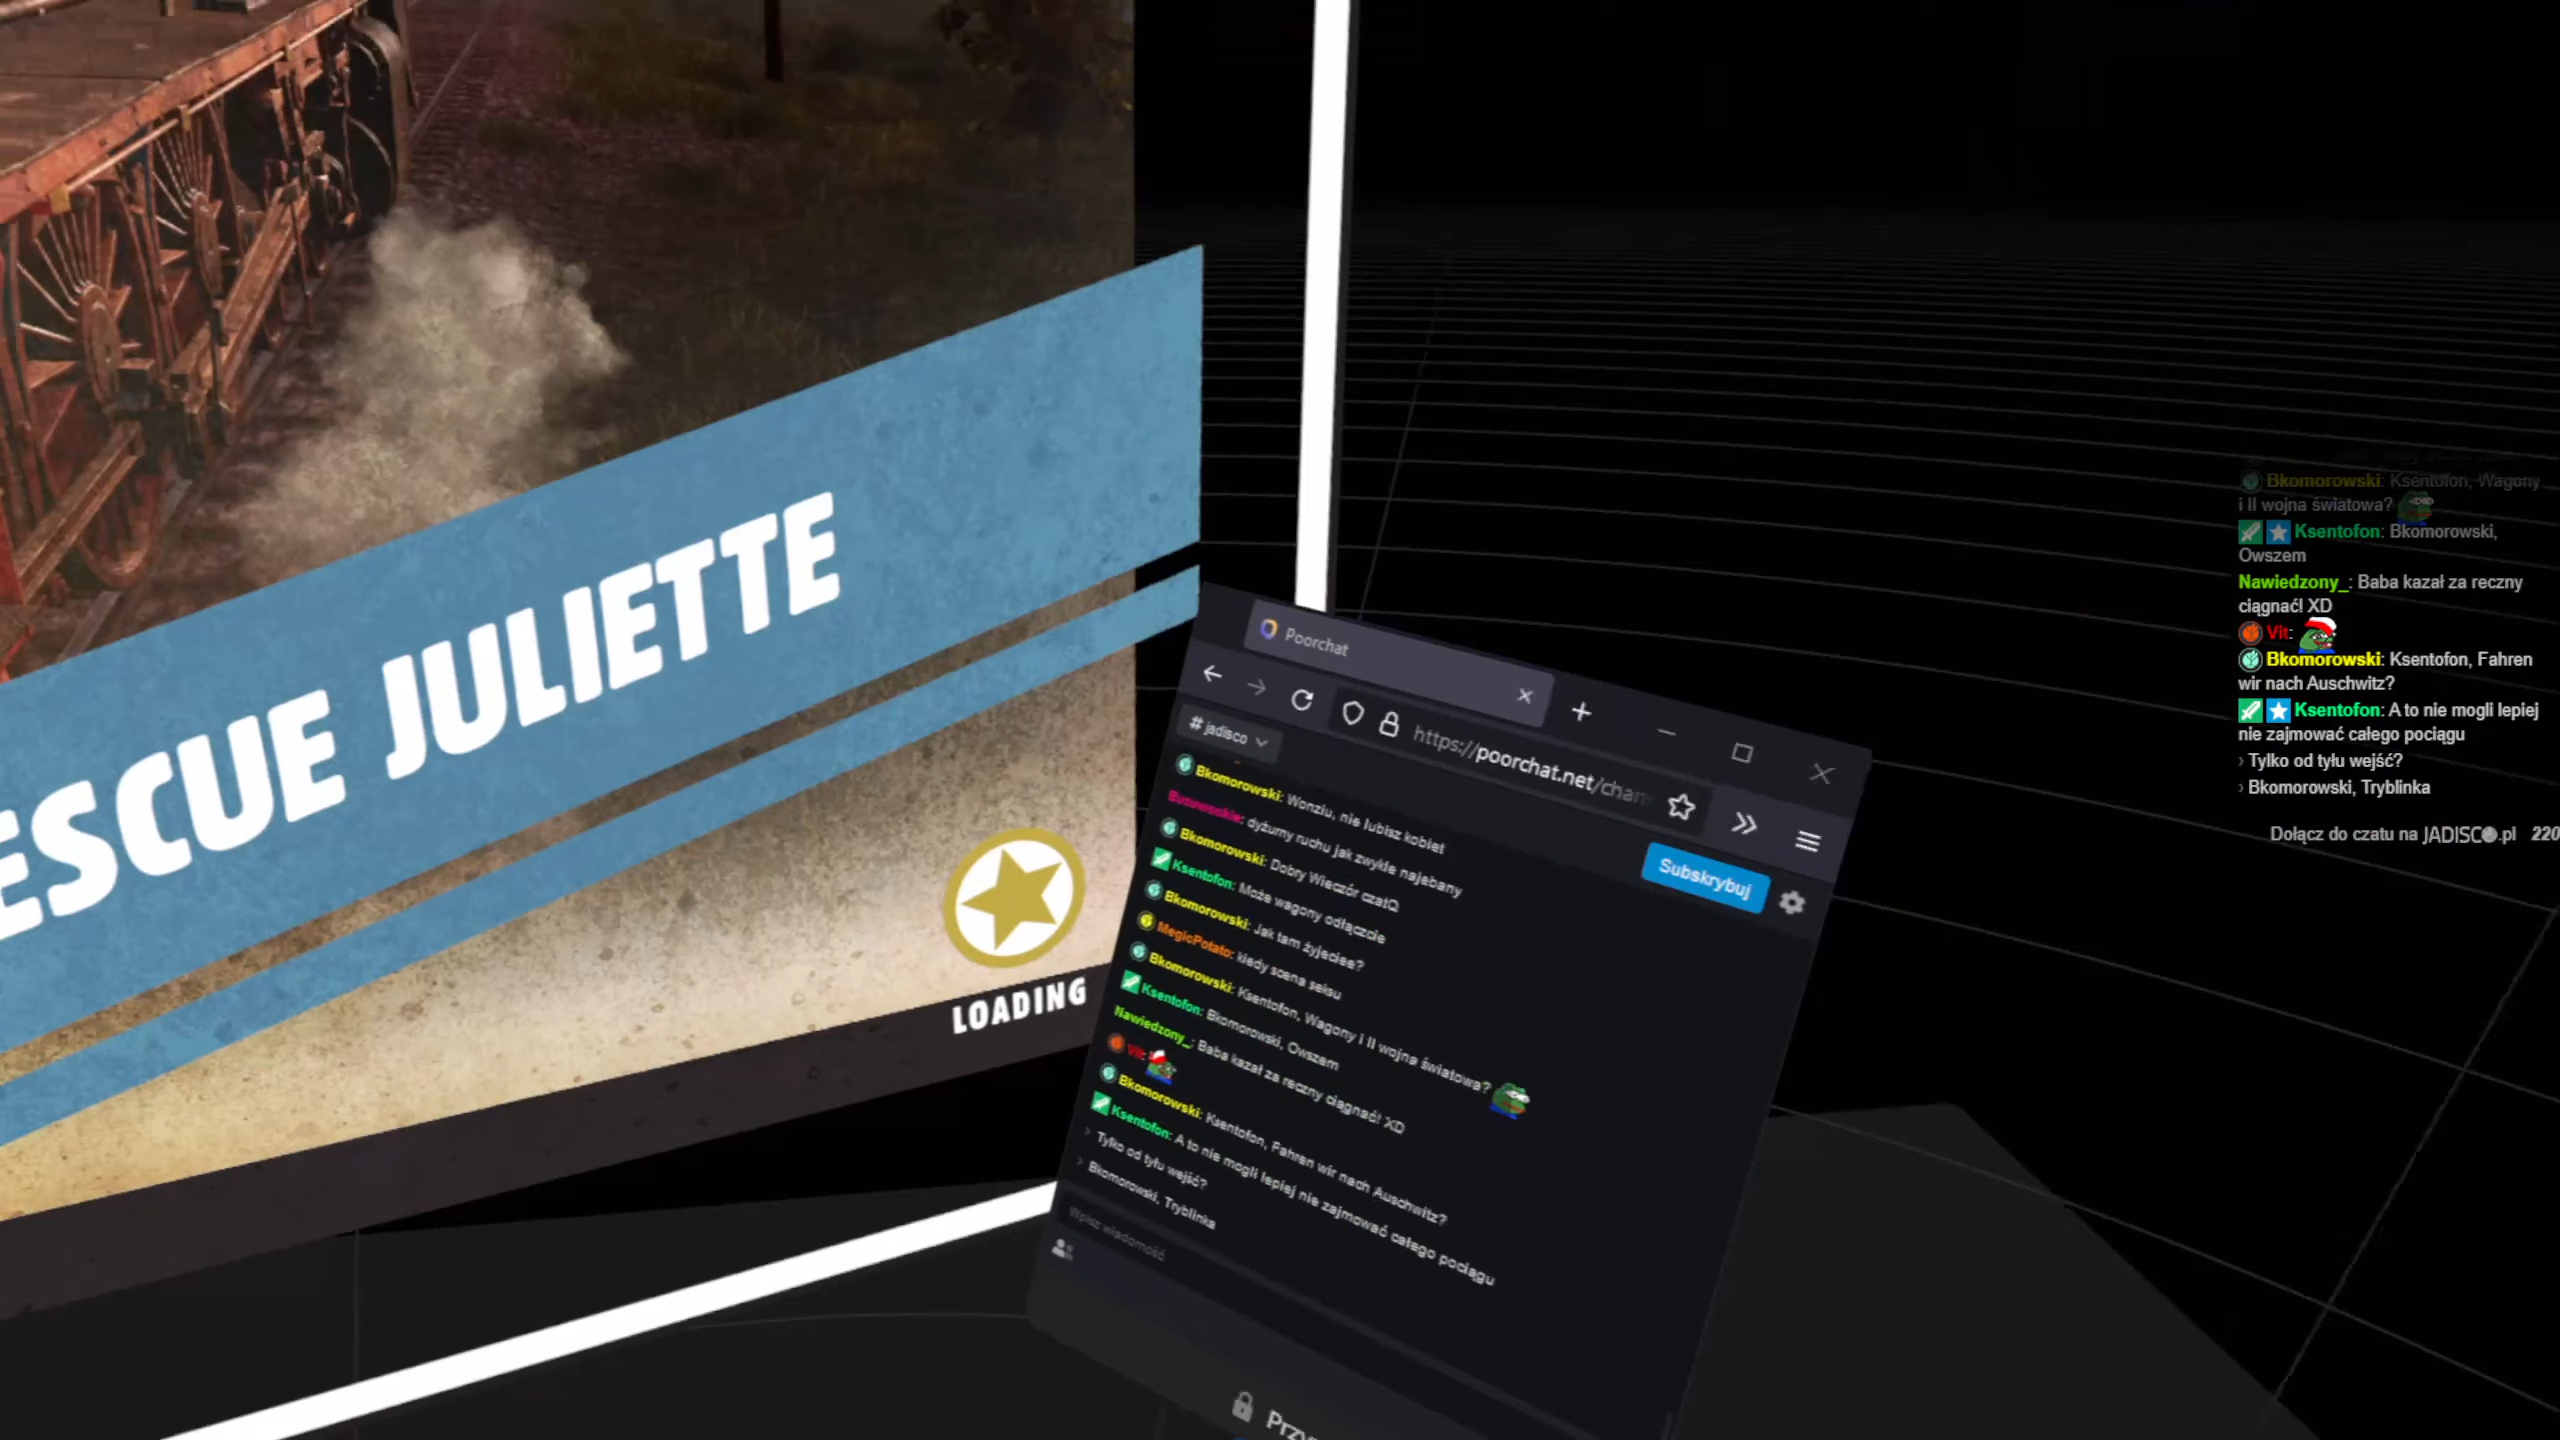 ESCUE JULIETTE
LOADING
Poorchat
https://poorchat.net/chan
# jadisco
Subskrybuj
Bkomorowski: Wonziu, nie lubisz kobiet
dyżurny ruchu jak zwykle najebany
Bkomorowski: Dobry Wieczór czatQ
Ksentofon: Może wagony odłączcie
Bkomorowski: Jak tam żyjeciee?
MegicPotato: kiedy scena seksu
Bkomorowski: Ksentofon, Wagony i II wojna światowa?
Ksentofon: Bkomorowski, Owszem
Nawiedzony_: Baba kazał za reczny ciągnać! XD
Vit:
Bkomorowski: Ksentofon, Fahren wir nach Auschwitz?
Ksentofon: A to nie mogli lepiej nie zajmować całego pociągu
› Tylko od tyłu wejść?
› Bkomorowski, Tryblinka
Wpisz wiadomość
Bkomorowski: Ksentofon, Wagony
i II wojna światowa?
Ksentofon: Bkomorowski,
Owszem
Nawiedzony_: Baba kazał za reczny
ciągnać! XD
Vit:
Bkomorowski: Ksentofon, Fahren
wir nach Auschwitz?
Ksentofon: A to nie mogli lepiej
nie zajmować całego pociągu
› Tylko od tyłu wejść?
› Bkomorowski, Tryblinka
Dołącz do czatu na JADISCO.pl 220